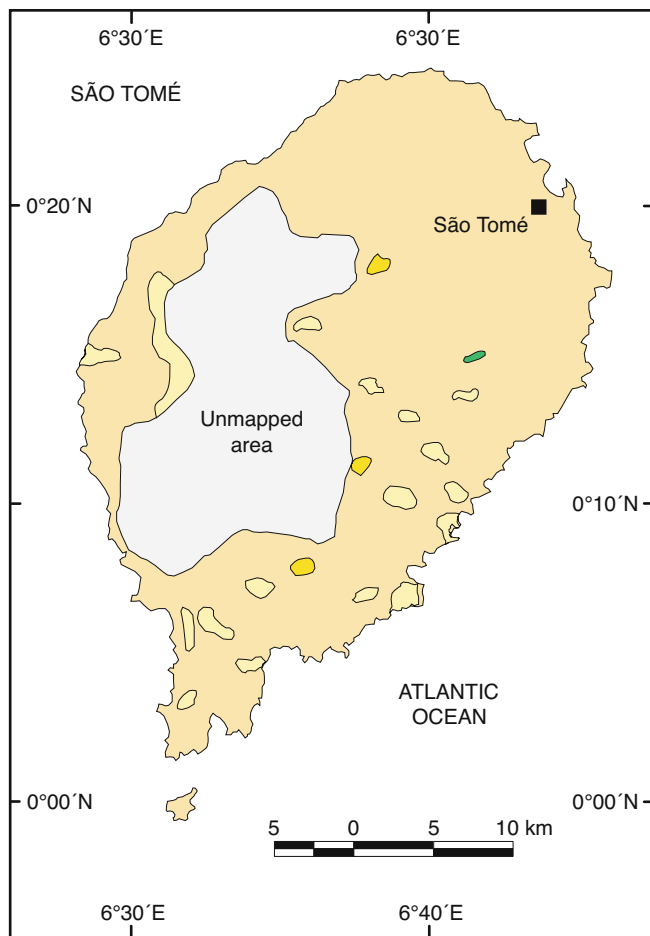 6°30´E 6°30´E
SÃO TOMÉ
0°20´N
São Tomé
Unmapped
area
0°10´N
ATLANTIC
OCEAN
0°00´N 0°00´N
5 0 5 10 km
6°30´E 6°40´E